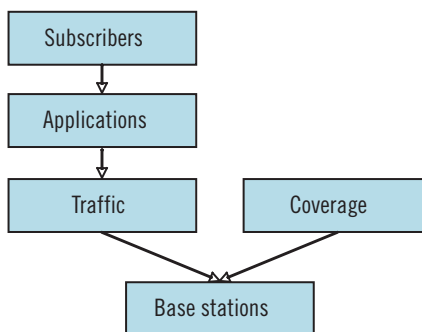 Subscribers
Applications
Traffic
Coverage
Base stations